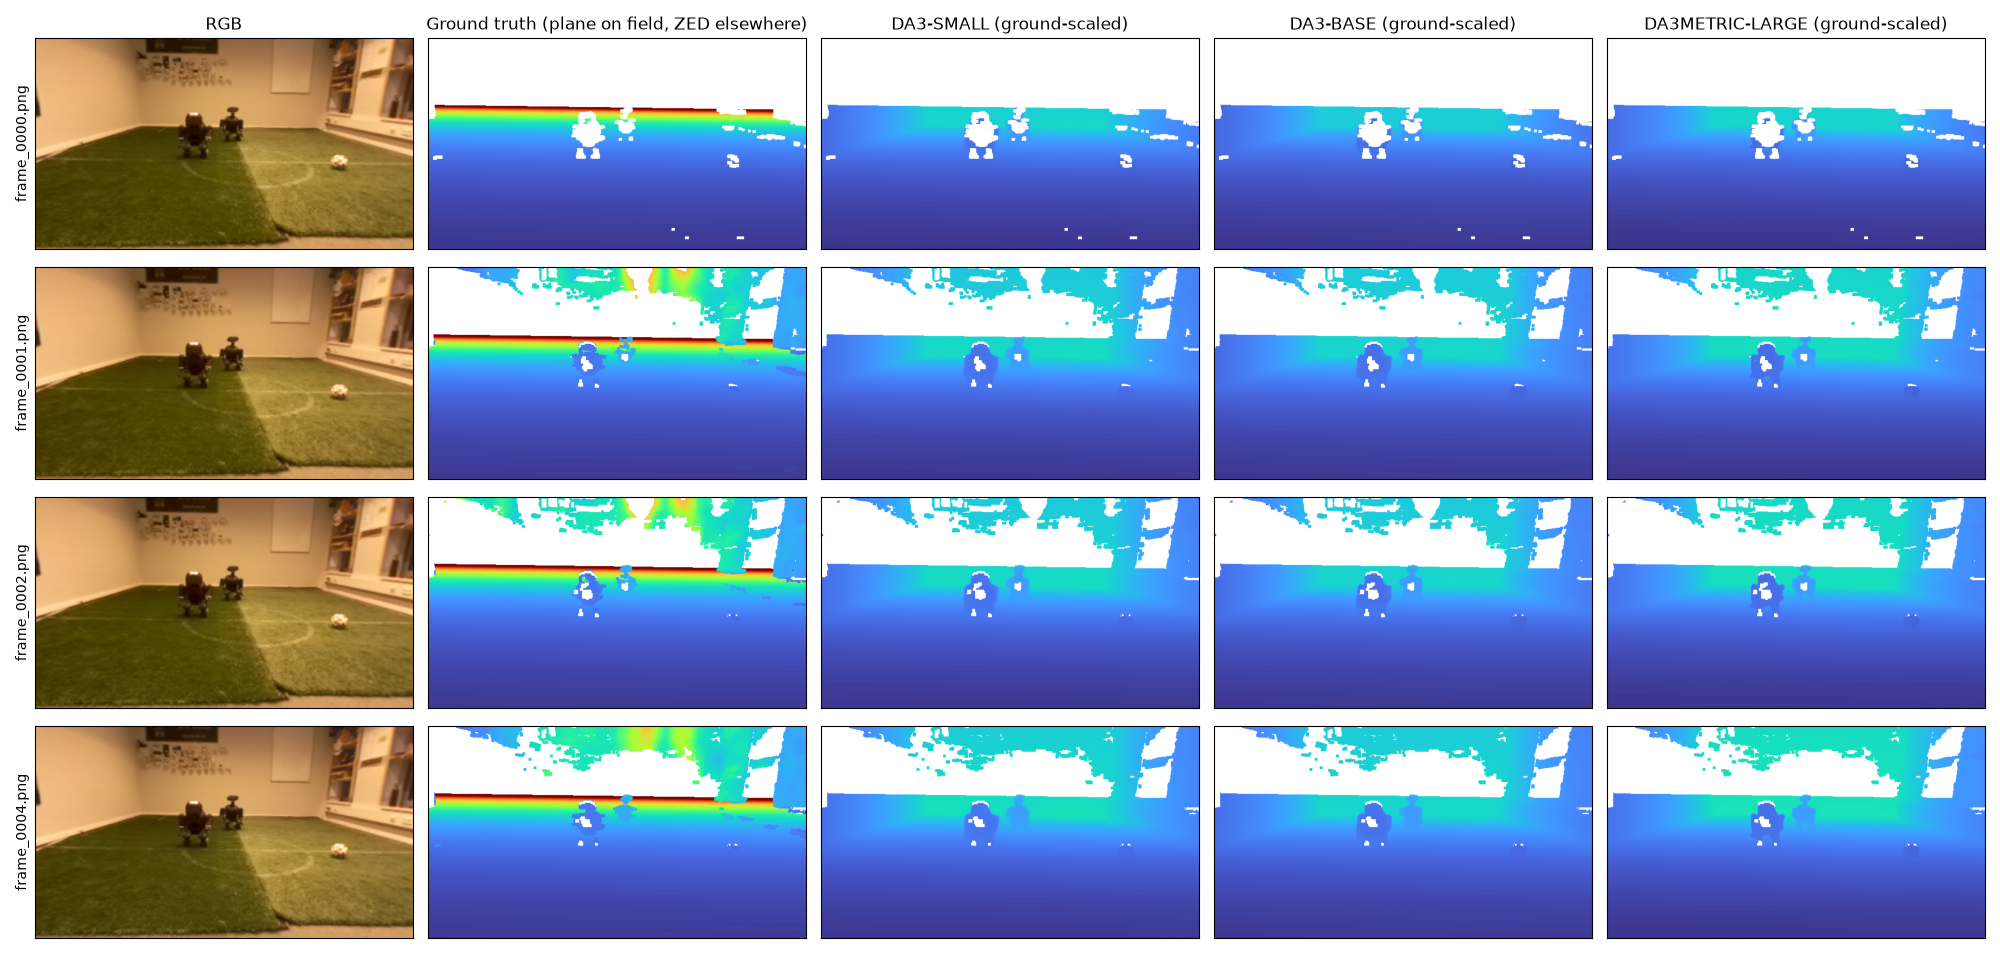 RGB
Ground truth (plane on field, ZED elsewhere)
DA3-SMALL (ground-scaled)
DA3-BASE (ground-scaled)
DA3METRIC-LARGE (ground-scaled)
frame_0000.png
frame_0001.png
frame_0002.png
frame_0004.png